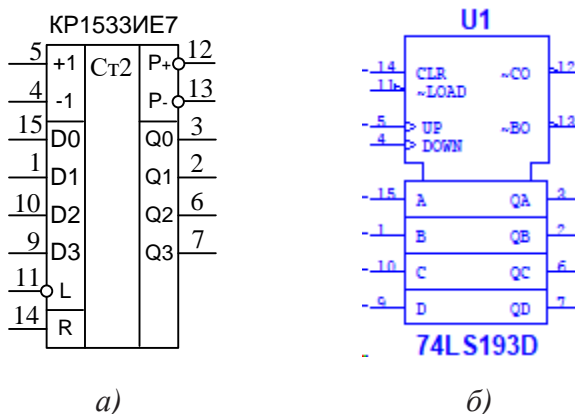 КР1533ИЕ7
5 +1 Ст2 P+ 12
4 -1 P- 13
15 D0 Q0 3
1 D1 Q1 2
10 D2 Q2 6
9 D3 Q3 7
11 L
14 R
а)
U1
14 CLR ~CO 12
11 ~LOAD
5 UP ~BO 13
4 DOWN
15 A QA 3
1 B QB 2
10 C QC 6
9 D QD 7
74LS193D
б)